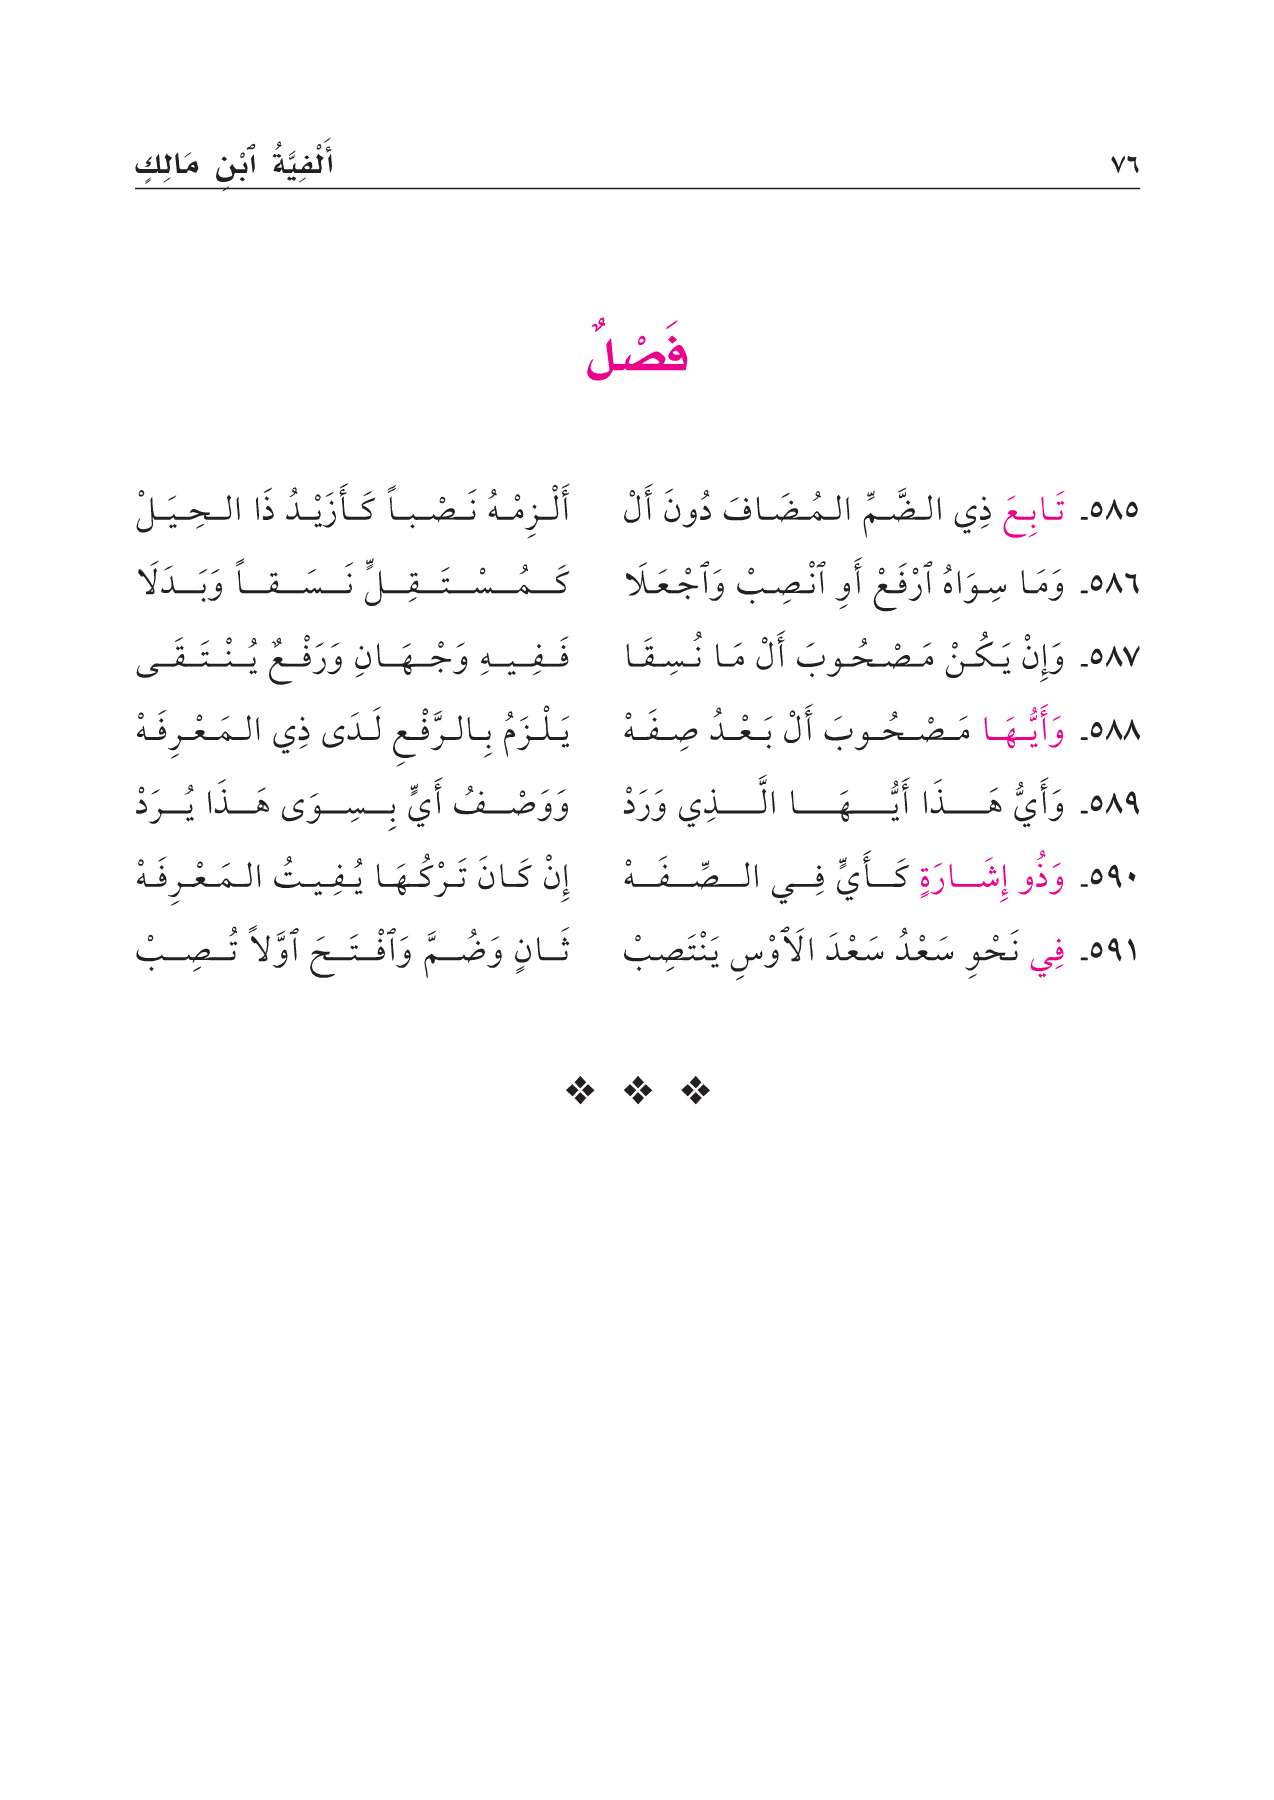 ٧٦ أَلْفِيَّةُ ٱبْنِ مَالِكٍ
فَصْلٌ
٥٨٥ـ تَابِعَ ذِي الضَّمِّ المُضَافَ دُونَ أَلْ أَلْزِمْهُ نَصْباً كَأَزَيْدُ ذَا الحِيَلْ
٥٨٦ـ وَمَا سِوَاهُ ٱرْفَعْ أَوِ ٱنْصِبْ وَٱجْعَلَا كَمُسْتَقِلٍّ نَسَقاً وَبَدَلَا
٥٨٧ـ وَإِنْ يَكُنْ مَصْحُوبَ أَلْ مَا نُسِقَا فَفِيهِ وَجْهَانِ وَرَفْعٌ يُنْتَقَى
٥٨٨ـ وَأَيُّهَا مَصْحُوبَ أَلْ بَعْدُ صِفَهْ يَلْزَمُ بِالرَّفْعِ لَدَى ذِي المَعْرِفَهْ
٥٨٩ـ وَأَيُّ هَذَا أَيُّهَا الَّذِي وَرَدْ وَوَصْفُ أَيٍّ بِسِوَى هَذَا يُرَدْ
٥٩٠ـ وَذُو إِشَارَةٍ كَأَيٍّ فِي الصِّفَهْ إِنْ كَانَ تَرْكُهَا يُفِيتُ المَعْرِفَهْ
٥٩١ـ فِي نَحْوِ سَعْدُ سَعْدَ الَٱوْسِ يَنْتَصِبْ ثَانٍ وَضُمَّ وَٱفْتَحَ ٱوَّلاً تُصِبْ